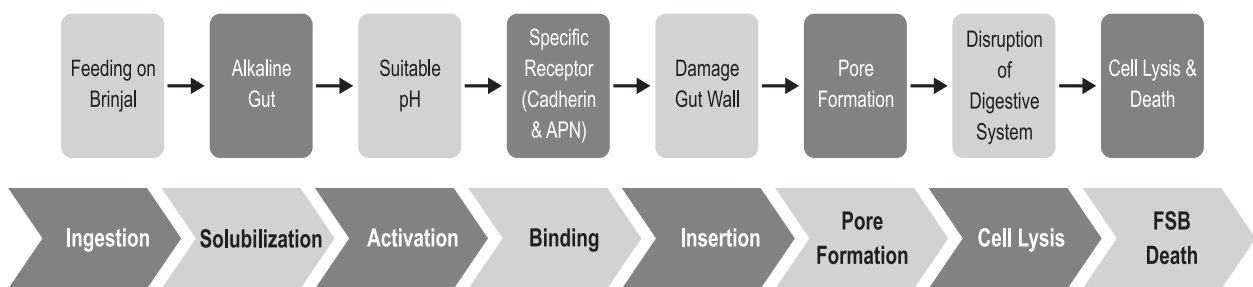 Feeding on
Brinjal
Alkaline
Gut
Suitable
pH
Specific
Receptor
(Cadherin
& APN)
Damage
Gut Wall
Pore
Formation
Disruption
of
Digestive
System
Cell Lysis &
Death
Ingestion
Solubilization
Activation
Binding
Insertion
Pore
Formation
Cell Lysis
FSB
Death